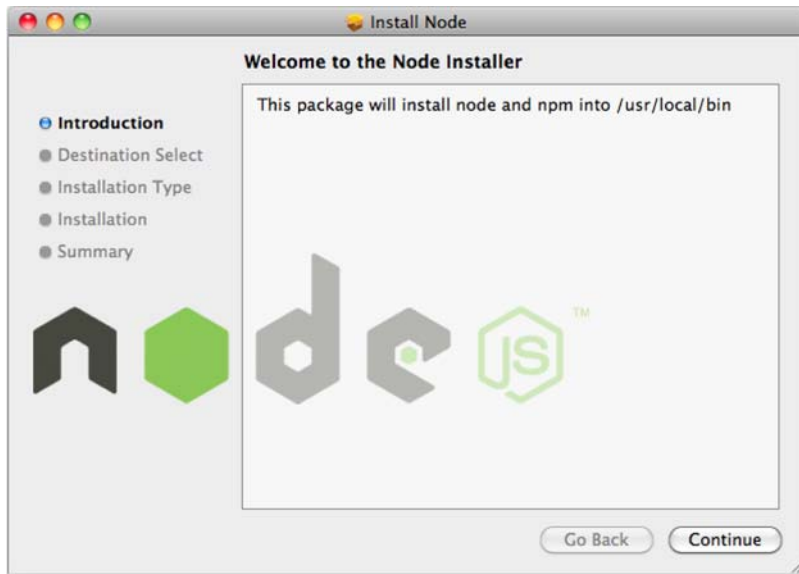 Install Node
Welcome to the Node Installer
Introduction
Destination Select
Installation Type
Installation
Summary
This package will install node and npm into /usr/local/bin
node
JS
TM
Go Back
Continue